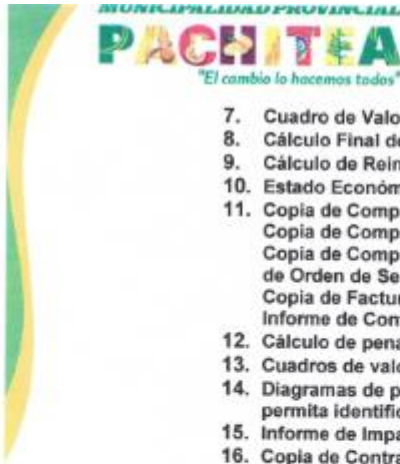 MUNICIPALIDAD PROVINCIAL
PACHITEA
"El cambio lo hacemos todos"
7. Cuadro de Valo
8. Cálculo Final de
9. Cálculo de Rein
10. Estado Económ
11. Copia de Comp
Copia de Comp
Copia de Comp
de Orden de Se
Copia de Factu
Informe de Con
12. Cálculo de pena
13. Cuadros de valo
14. Diagramas de p
permita identific
15. Informe de Impa
16. Copia de Contra